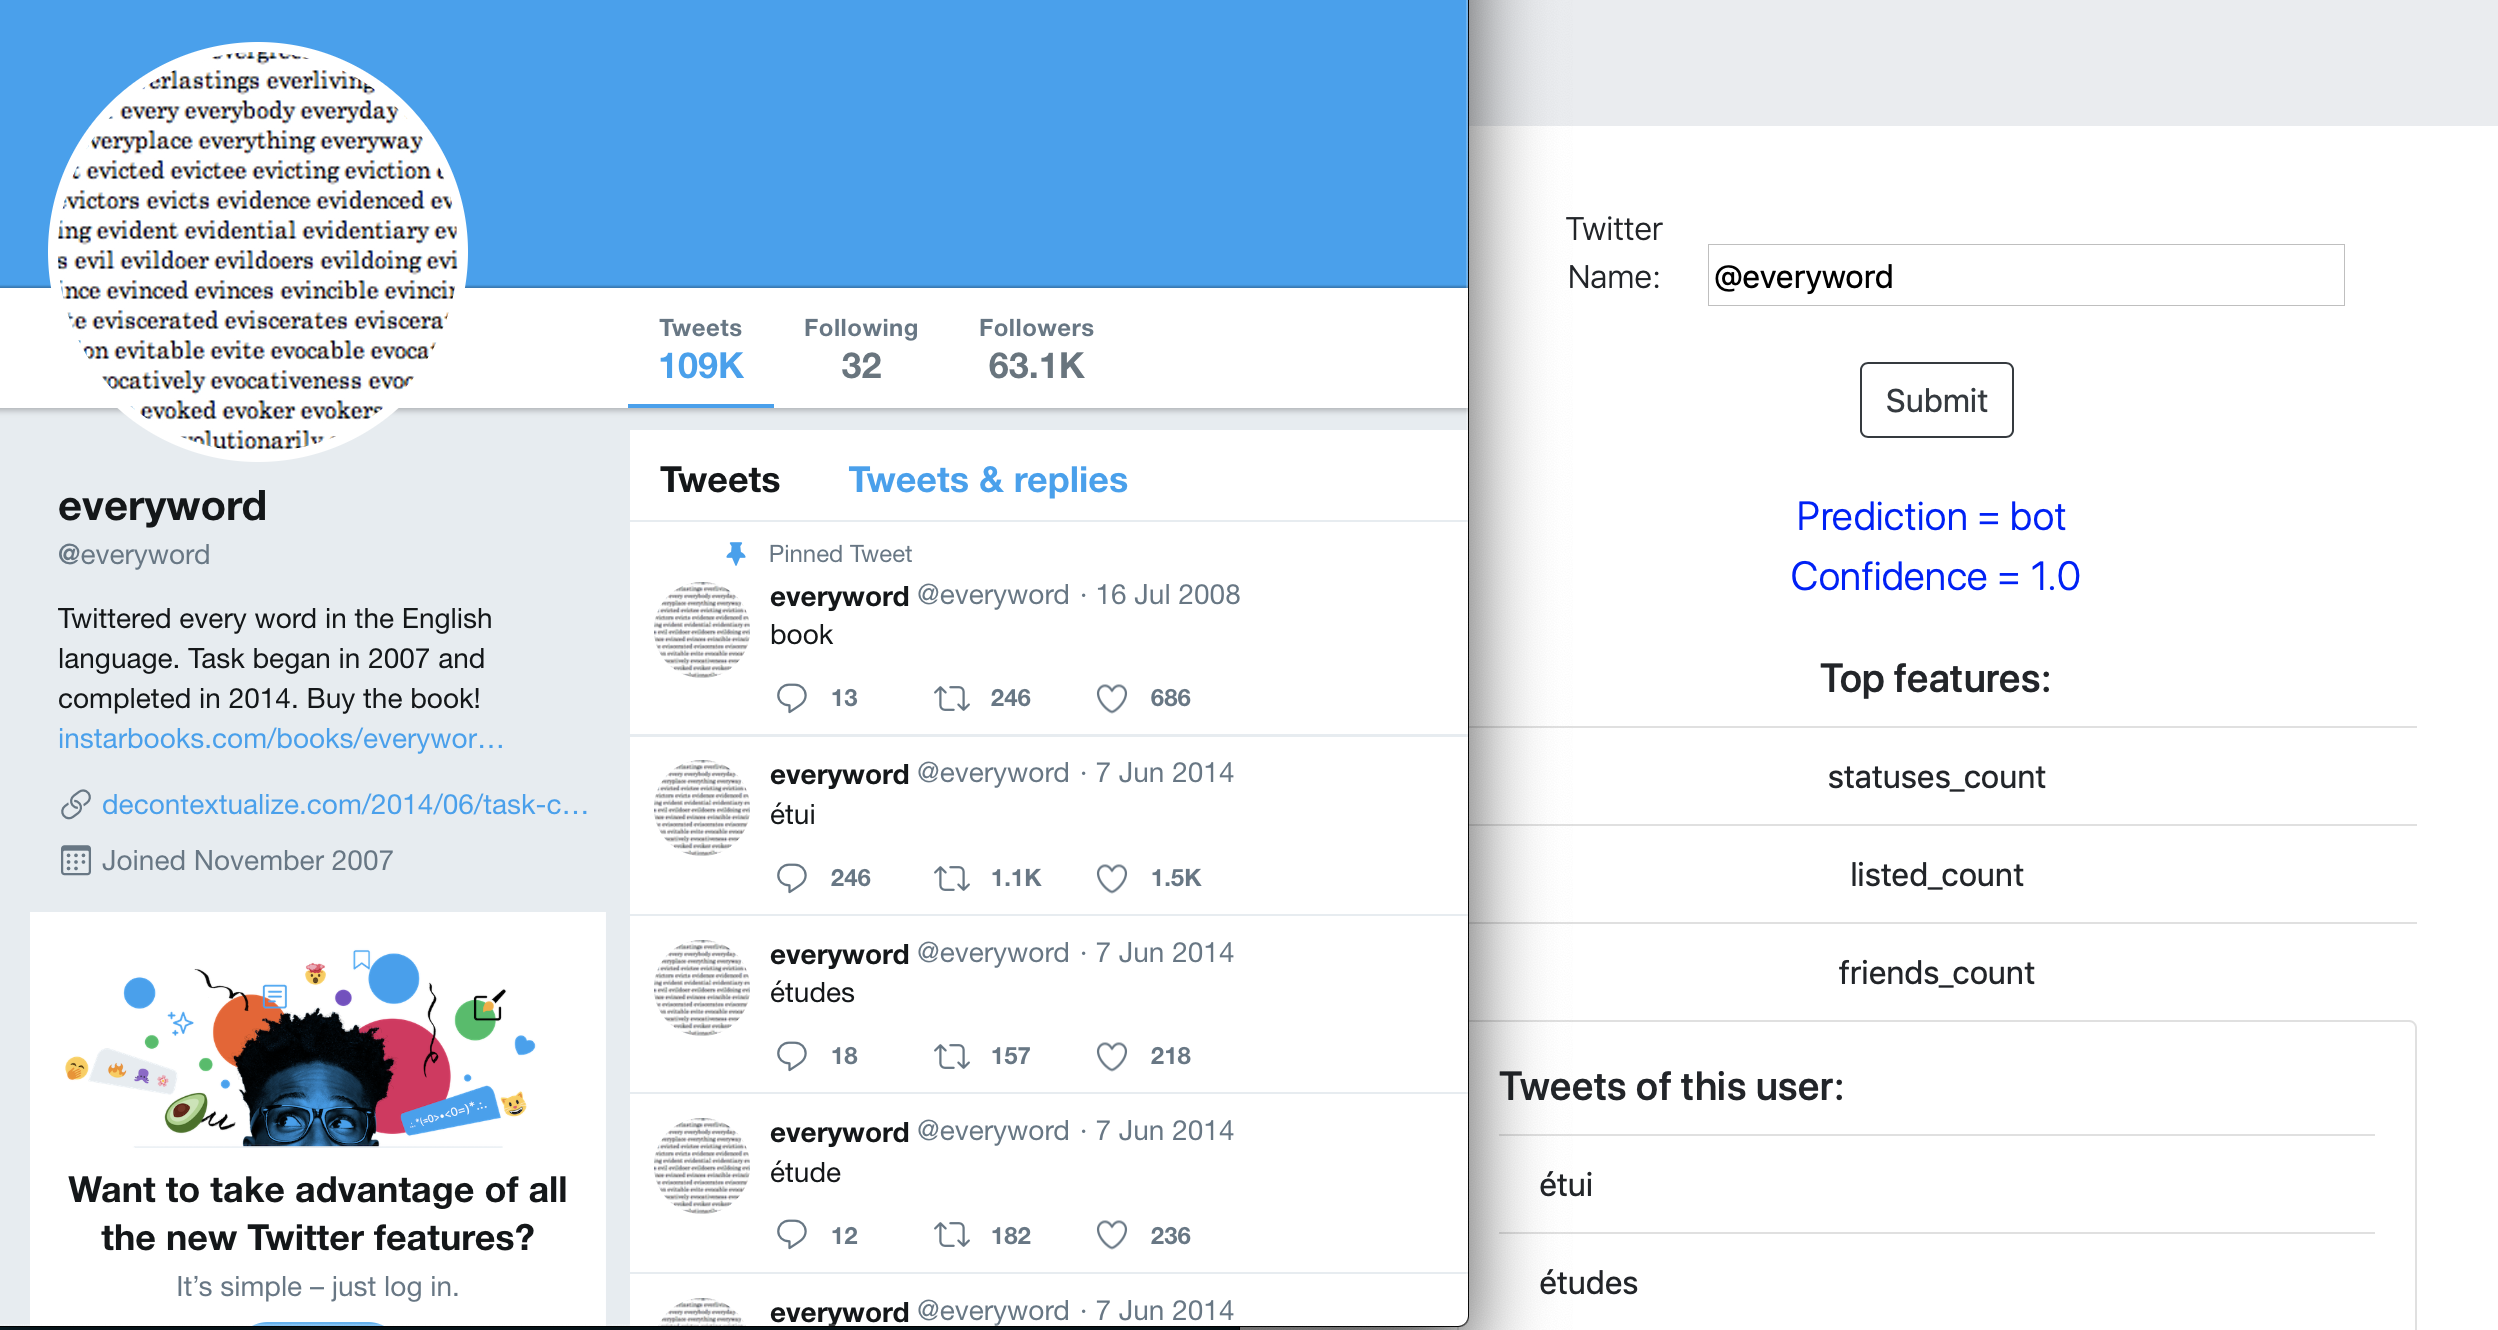 erlastings everliving
every everybody everyday
veryplace everything everyway
evicted evictee evicting eviction
victors evicts evidence evidenced ev
ing evident evidential evidentiary ev
s evil evildoer evildoers evildoing evi
nce evinced evinces evincible evincin
te eviscerated eviscerates eviscerat
on evitable evite evocable evocat
vocatively evocativeness evoc
evoked evoker evokers
volutionarily
Tweets
109K
Following
32
Followers
63.1K
everyword
@everyword
Twittered every word in the English
language. Task began in 2007 and
completed in 2014. Buy the book!
instarbooks.com/books/everywor…
decontextualize.com/2014/06/task-c…
Joined November 2007
Want to take advantage of all
the new Twitter features?
It’s simple – just log in.
Tweets Tweets & replies
Pinned Tweet
everyword @everyword · 16 Jul 2008
book
13 246 686
everyword @everyword · 7 Jun 2014
étui
246 1.1K 1.5K
everyword @everyword · 7 Jun 2014
études
18 157 218
everyword @everyword · 7 Jun 2014
étude
12 182 236
everyword @everyword · 7 Jun 2014
Twitter
Name:
@everyword
Submit
Prediction = bot
Confidence = 1.0
Top features:
statuses_count
listed_count
friends_count
Tweets of this user:
étui
études